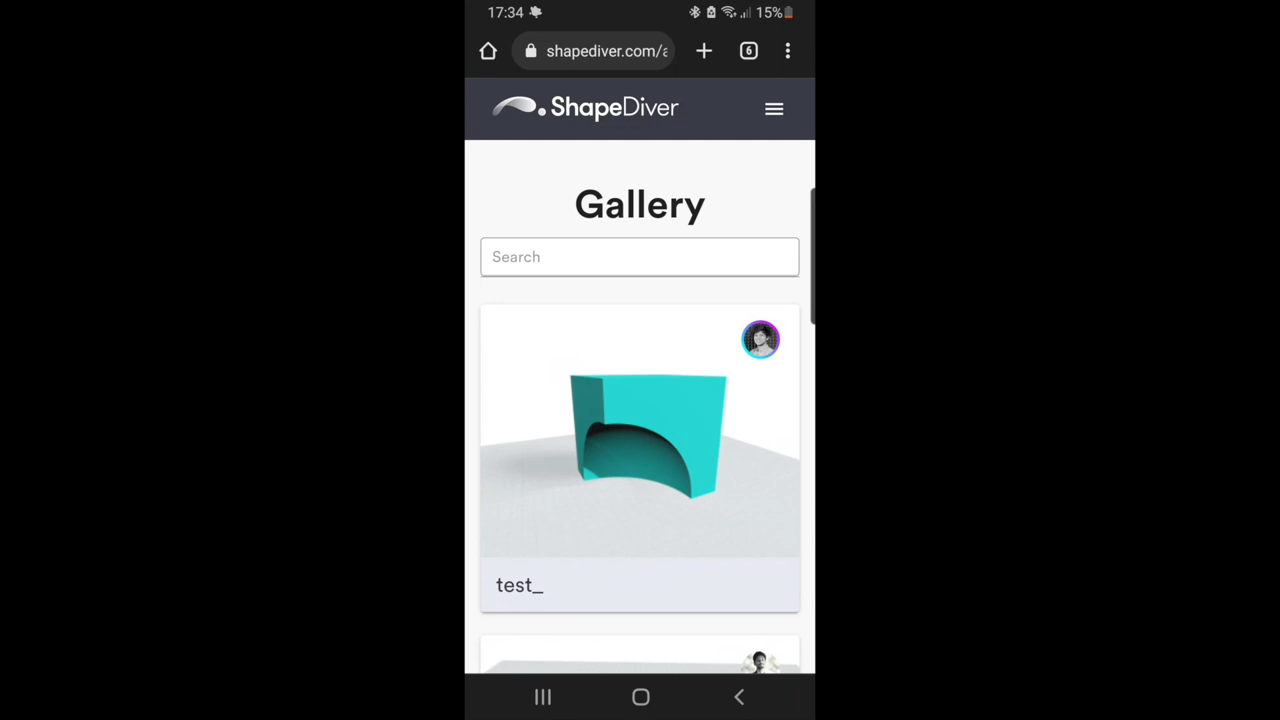 17:34
15%
shapediver.com/a
6
ShapeDiver
Gallery
Search
test_